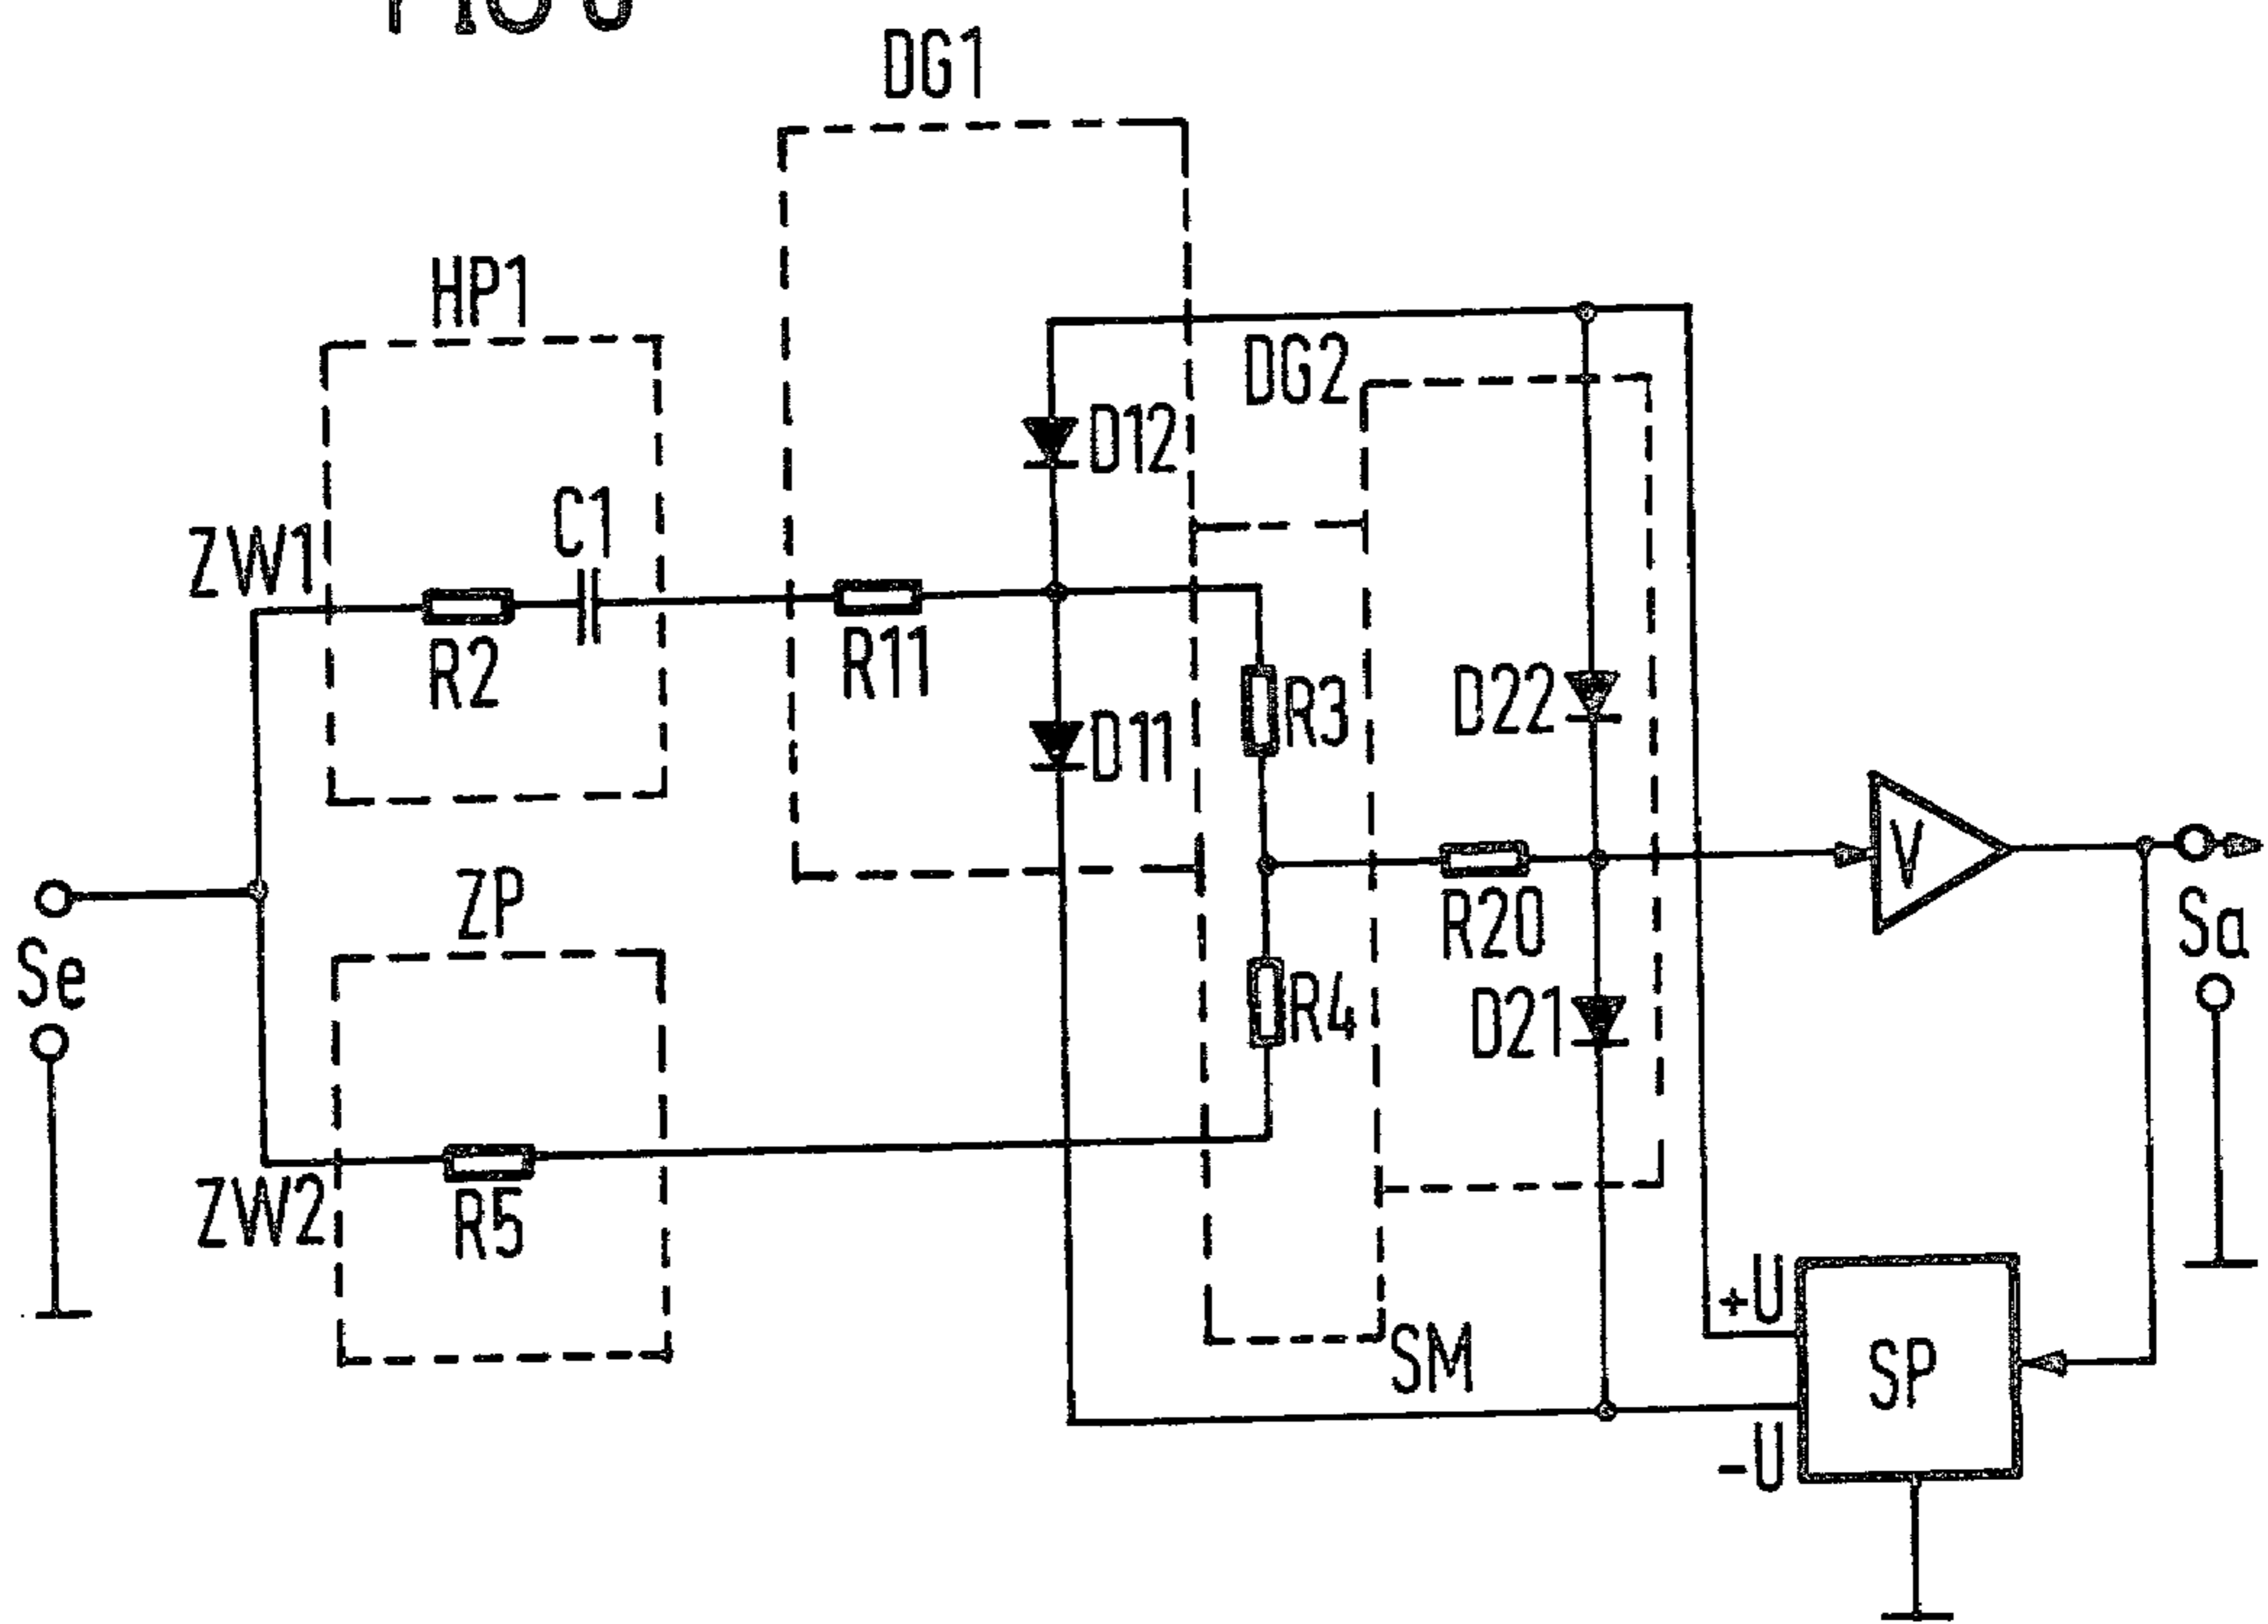 DG1
HP1
DG2
D12
C1
ZW1
R2
R11
R3
D22
D11
V
ZP
R20
Sa
Se
R4
D21
ZW2
R5
+U
SM
SP
-U